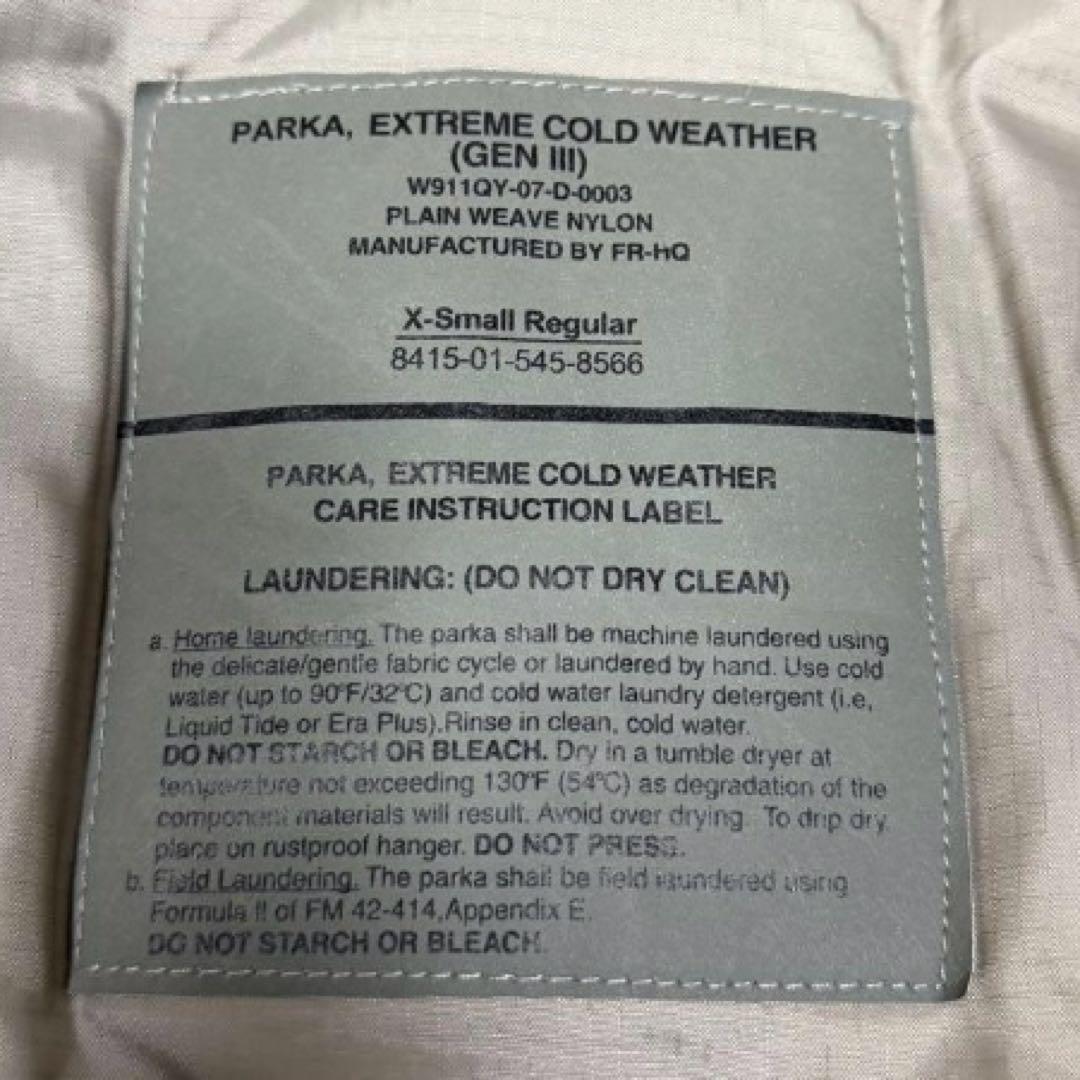 PARKA, EXTREME COLD WEATHER
(GEN III)
W911QY-07-D-0003
PLAIN WEAVE NYLON
MANUFACTURED BY FR-HQ
X-Small Regular
8415-01-545-8566
PARKA, EXTREME COLD WEATHER
CARE INSTRUCTION LABEL
LAUNDERING: (DO NOT DRY CLEAN)
a. Home laundering. The parka shall be machine laundered using
the delicate/gentle fabric cycle or laundered by hand. Use cold
water (up to 90°F/32°C) and cold water laundry detergent (i.e,
Liquid Tide or Era Plus).Rinse in clean, cold water.
DO NOT STARCH OR BLEACH. Dry in a tumble dryer at
temperature not exceeding 130°F (54°C) as degradation of the
component materials will result. Avoid over drying. To drip dry
place on rustproof hanger. DO NOT PRESS.
b. Field Laundering. The parka shall be field laundered using
Formula II of FM 42-414,Appendix E.
DO NOT STARCH OR BLEACH.